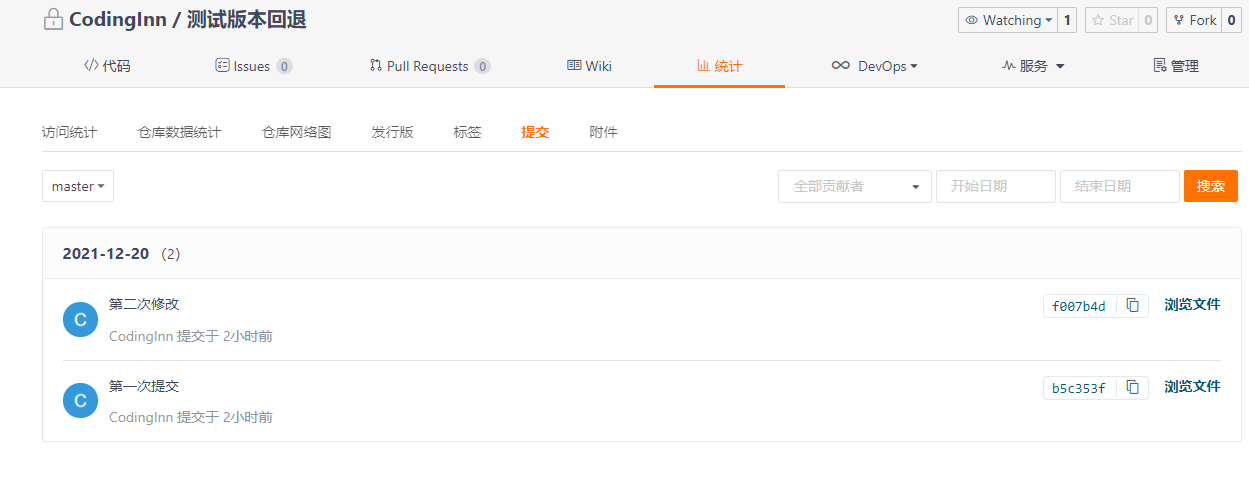 CodingInn / 测试版本回退
Watching 1 Star 0 Fork 0
代码 Issues 0 Pull Requests 0 Wiki 统计 DevOps 服务 管理
访问统计 仓库数据统计 仓库网络图 发行版 标签 提交 附件
master 全部贡献者 开始日期 结束日期 搜索
2021-12-20 (2)
C
第二次修改 f007b4d 浏览文件
CodingInn 提交于 2小时前
C
第一次提交 b5c353f 浏览文件
CodingInn 提交于 2小时前